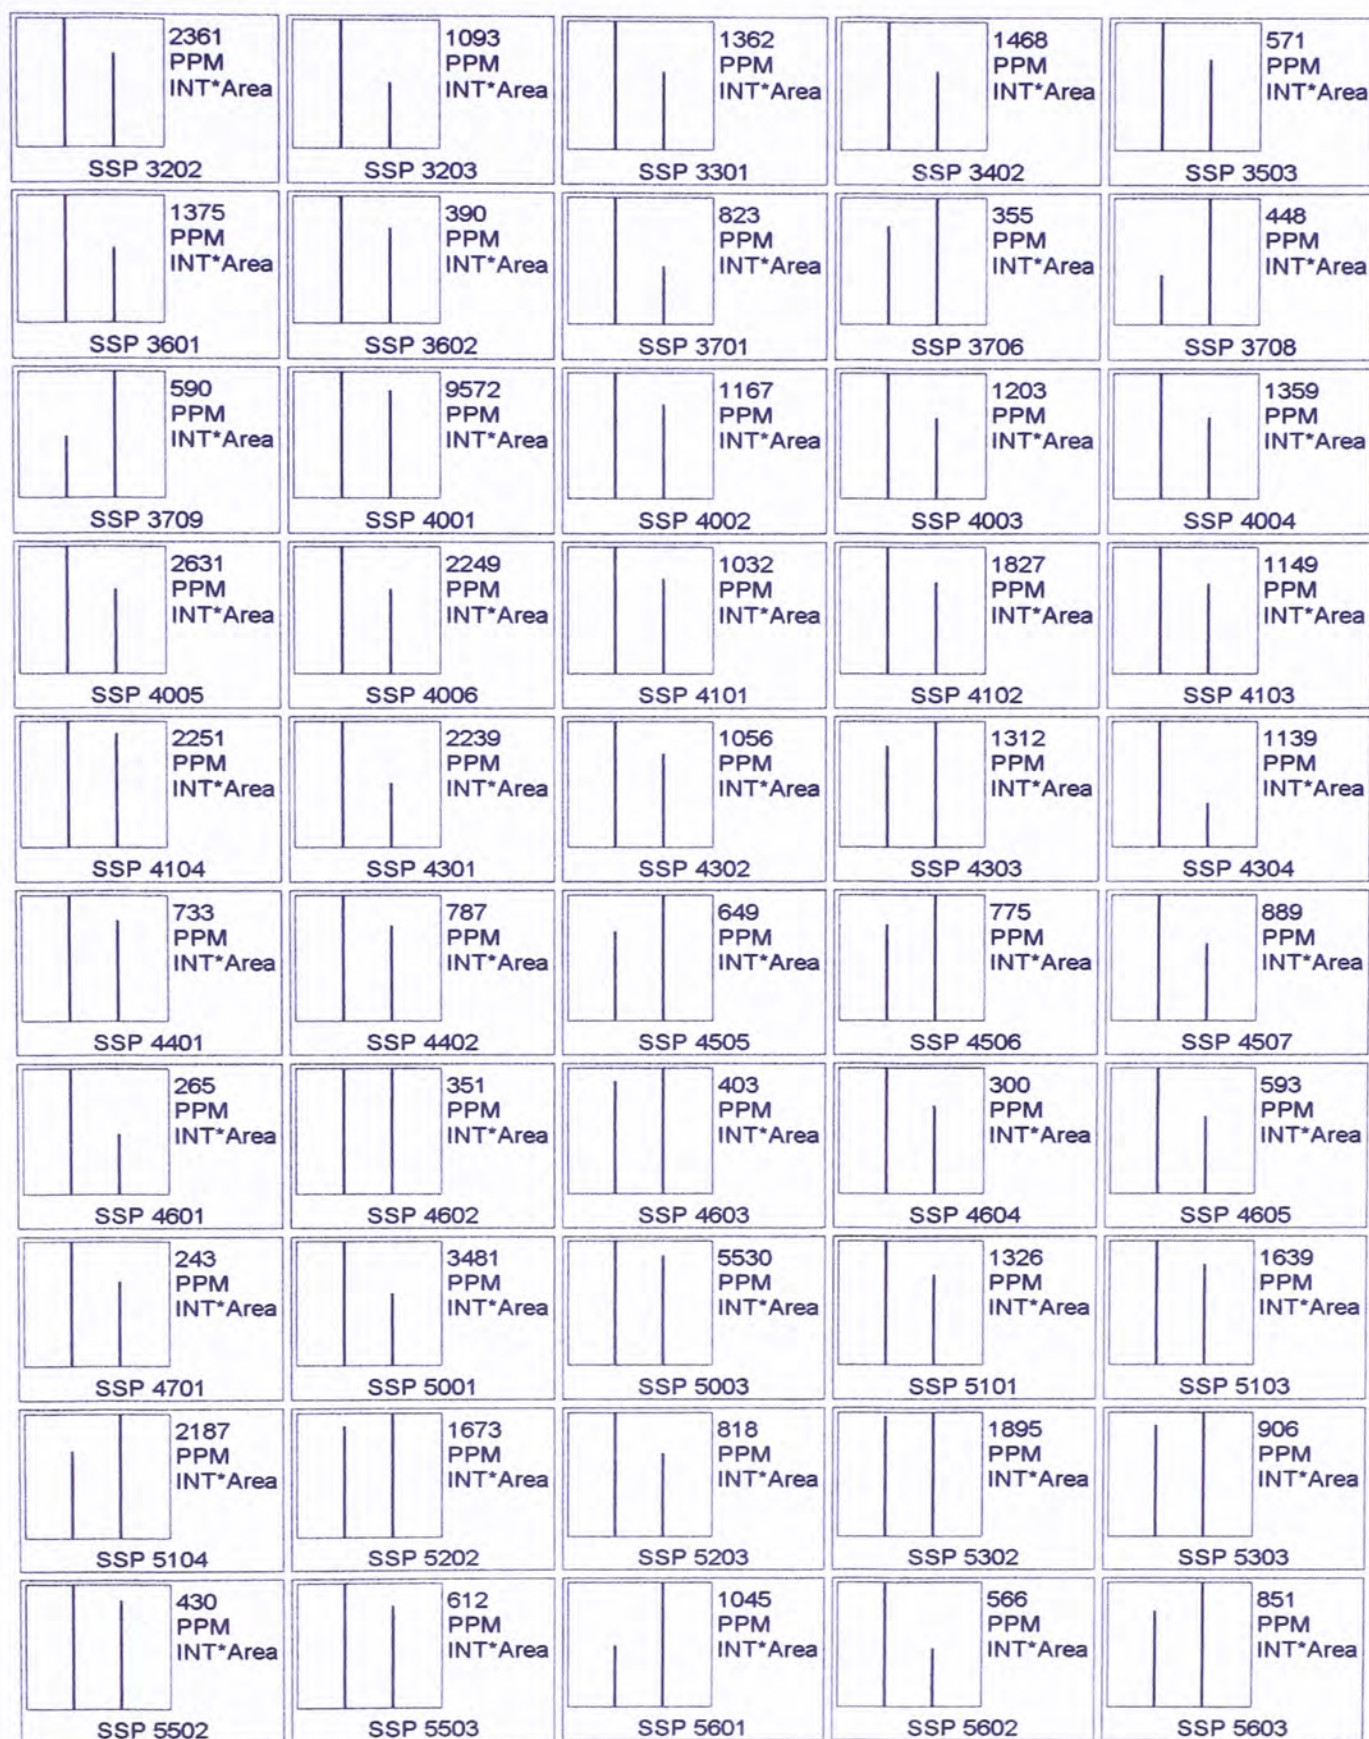 2361
PPM
INT*Area
SSP 3202
1093
PPM
INT*Area
SSP 3203
1362
PPM
INT*Area
SSP 3301
1468
PPM
INT*Area
SSP 3402
571
PPM
INT*Area
SSP 3503
1375
PPM
INT*Area
SSP 3601
390
PPM
INT*Area
SSP 3602
823
PPM
INT*Area
SSP 3701
355
PPM
INT*Area
SSP 3706
448
PPM
INT*Area
SSP 3708
590
PPM
INT*Area
SSP 3709
9572
PPM
INT*Area
SSP 4001
1167
PPM
INT*Area
SSP 4002
1203
PPM
INT*Area
SSP 4003
1359
PPM
INT*Area
SSP 4004
2631
PPM
INT*Area
SSP 4005
2249
PPM
INT*Area
SSP 4006
1032
PPM
INT*Area
SSP 4101
1827
PPM
INT*Area
SSP 4102
1149
PPM
INT*Area
SSP 4103
2251
PPM
INT*Area
SSP 4104
2239
PPM
INT*Area
SSP 4301
1056
PPM
INT*Area
SSP 4302
1312
PPM
INT*Area
SSP 4303
1139
PPM
INT*Area
SSP 4304
733
PPM
INT*Area
SSP 4401
787
PPM
INT*Area
SSP 4402
649
PPM
INT*Area
SSP 4505
775
PPM
INT*Area
SSP 4506
889
PPM
INT*Area
SSP 4507
265
PPM
INT*Area
SSP 4601
351
PPM
INT*Area
SSP 4602
403
PPM
INT*Area
SSP 4603
300
PPM
INT*Area
SSP 4604
593
PPM
INT*Area
SSP 4605
243
PPM
INT*Area
SSP 4701
3481
PPM
INT*Area
SSP 5001
5530
PPM
INT*Area
SSP 5003
1326
PPM
INT*Area
SSP 5101
1639
PPM
INT*Area
SSP 5103
2187
PPM
INT*Area
SSP 5104
1673
PPM
INT*Area
SSP 5202
818
PPM
INT*Area
SSP 5203
1895
PPM
INT*Area
SSP 5302
906
PPM
INT*Area
SSP 5303
430
PPM
INT*Area
SSP 5502
612
PPM
INT*Area
SSP 5503
1045
PPM
INT*Area
SSP 5601
566
PPM
INT*Area
SSP 5602
851
PPM
INT*Area
SSP 5603